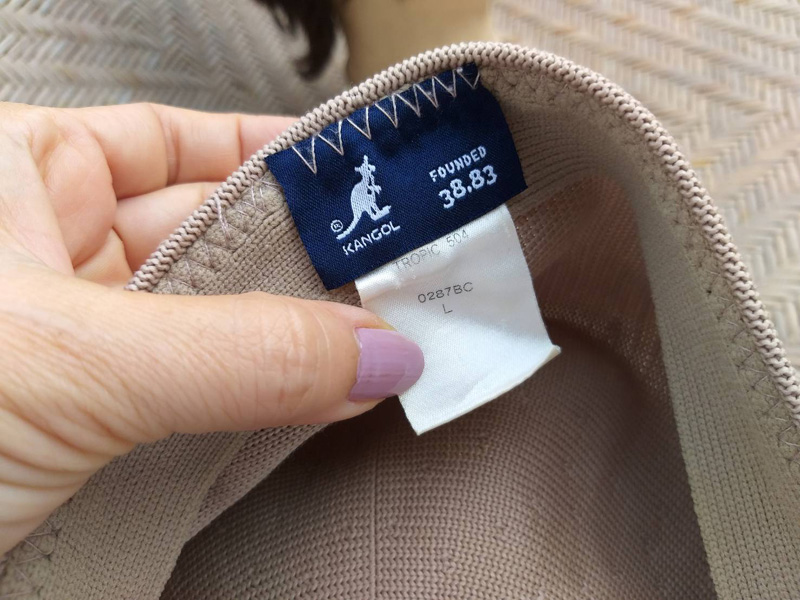 FOUNDED
38.83
KANGOL
TROPIC 504
0287BC
L